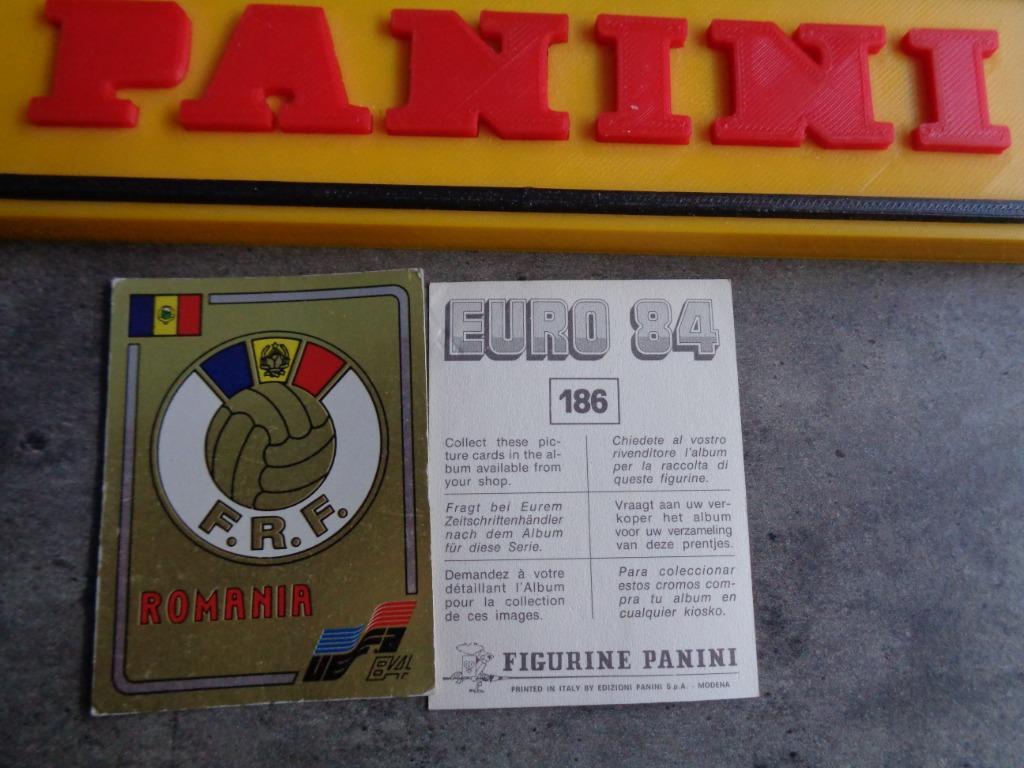 PANINI
F.R.F.
ROMANIA
UEFA
84
EURO 84
186
Collect these pic-
ture cards in the al-
bum available from
your shop.
Chiedete al vostro
rivenditore l'album
per la raccolta di
queste figurine.
Fragt bei Eurem
Zeitschriftenhändler
nach dem Album
für diese Serie.
Vraagt aan uw ver-
koper het album
voor uw verzameling
van deze prentjes.
Demandez à votre
détaillant l'Album
pour la collection
de ces images.
Para coleccionar
estos cromos com-
pra tu album en
cualquier kiosko.
FIGURINE PANINI
PRINTED IN ITALY BY EDIZIONI PANINI S.p.A. - MODENA